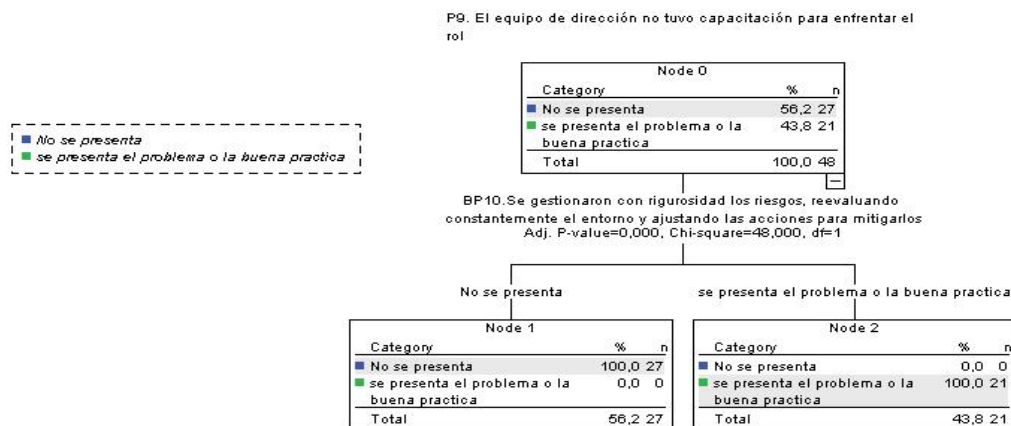 P9. El equipo de dirección no tuvo capacitación para enfrentar el
rol
Node 0
Category % n
No se presenta 56,2 27
se presenta el problema o la 43,8 21
buena practica
Total 100,0 48
No se presenta
se presenta el problema o la buena practica
BP10.Se gestionaron con rigurosidad los riesgos, reevaluando
constantemente el entorno y ajustando las acciones para mitigarlos
Adj. P-value=0,000, Chi-square=48,000, df=1
No se presenta
se presenta el problema o la buena practica
Node 1
Category % n
No se presenta 100,0 27
se presenta el problema o la 0,0 0
buena practica
Total 56,2 27
Node 2
Category % n
No se presenta 0,0 0
se presenta el problema o la 100,0 21
buena practica
Total 43,8 21